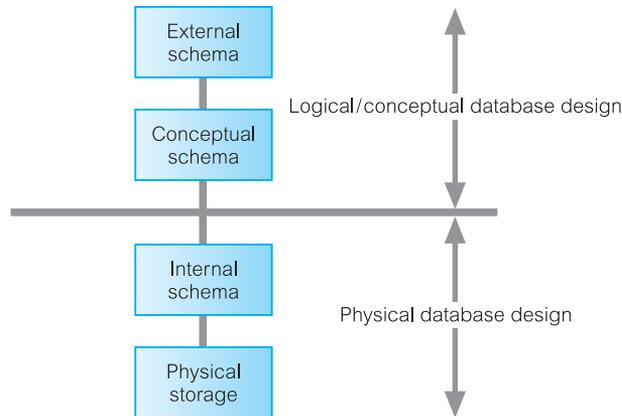 External
schema
Logical/conceptual database design
Conceptual
schema
Internal
schema
Physical database design
Physical
storage